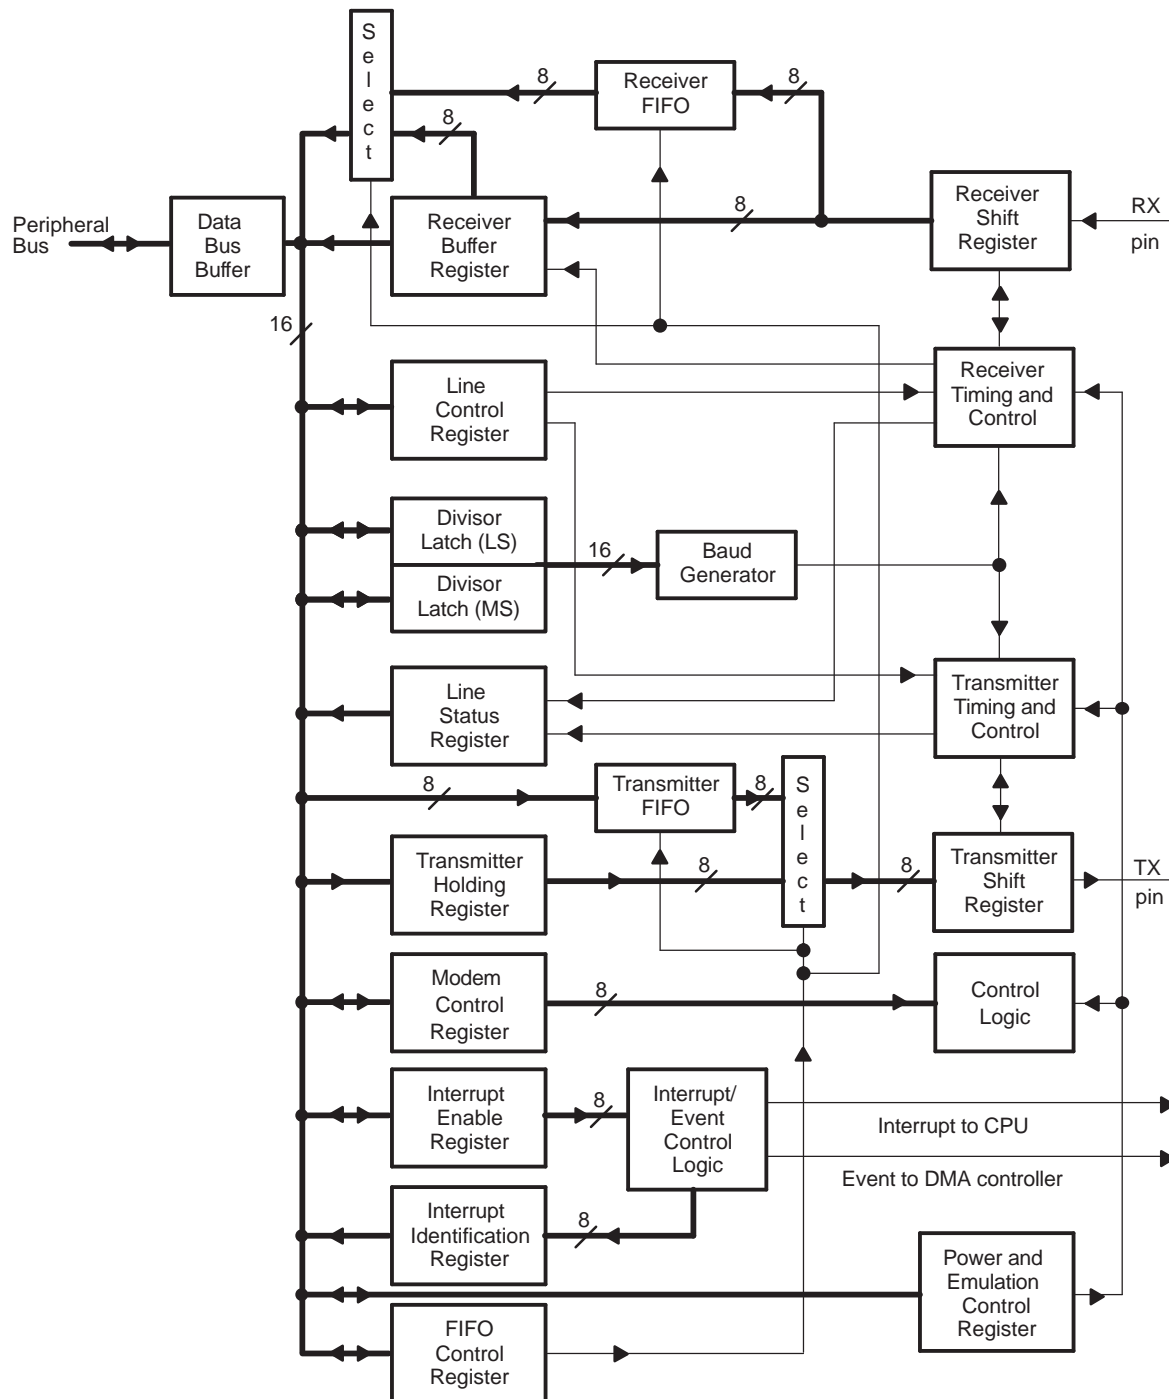 S
e
l
e
c
t
8
Receiver
FIFO
8
8
Peripheral
Bus
Data
Bus
Buffer
Receiver
Buffer
Register
8
Receiver
Shift
Register
RX
pin
16
Line
Control
Register
Receiver
Timing and
Control
Divisor
Latch (LS)
Divisor
Latch (MS)
16
Baud
Generator
Line
Status
Register
Transmitter
Timing and
Control
8
Transmitter
FIFO
8
S
e
l
e
c
t
Transmitter
Holding
Register
8
8
Transmitter
Shift
Register
TX
pin
Modem
Control
Register
8
Control
Logic
Interrupt
Enable
Register
8
Interrupt/
Event
Control
Logic
Interrupt to CPU
Event to DMA controller
Interrupt
Identification
Register
8
Power and
Emulation
Control
Register
FIFO
Control
Register